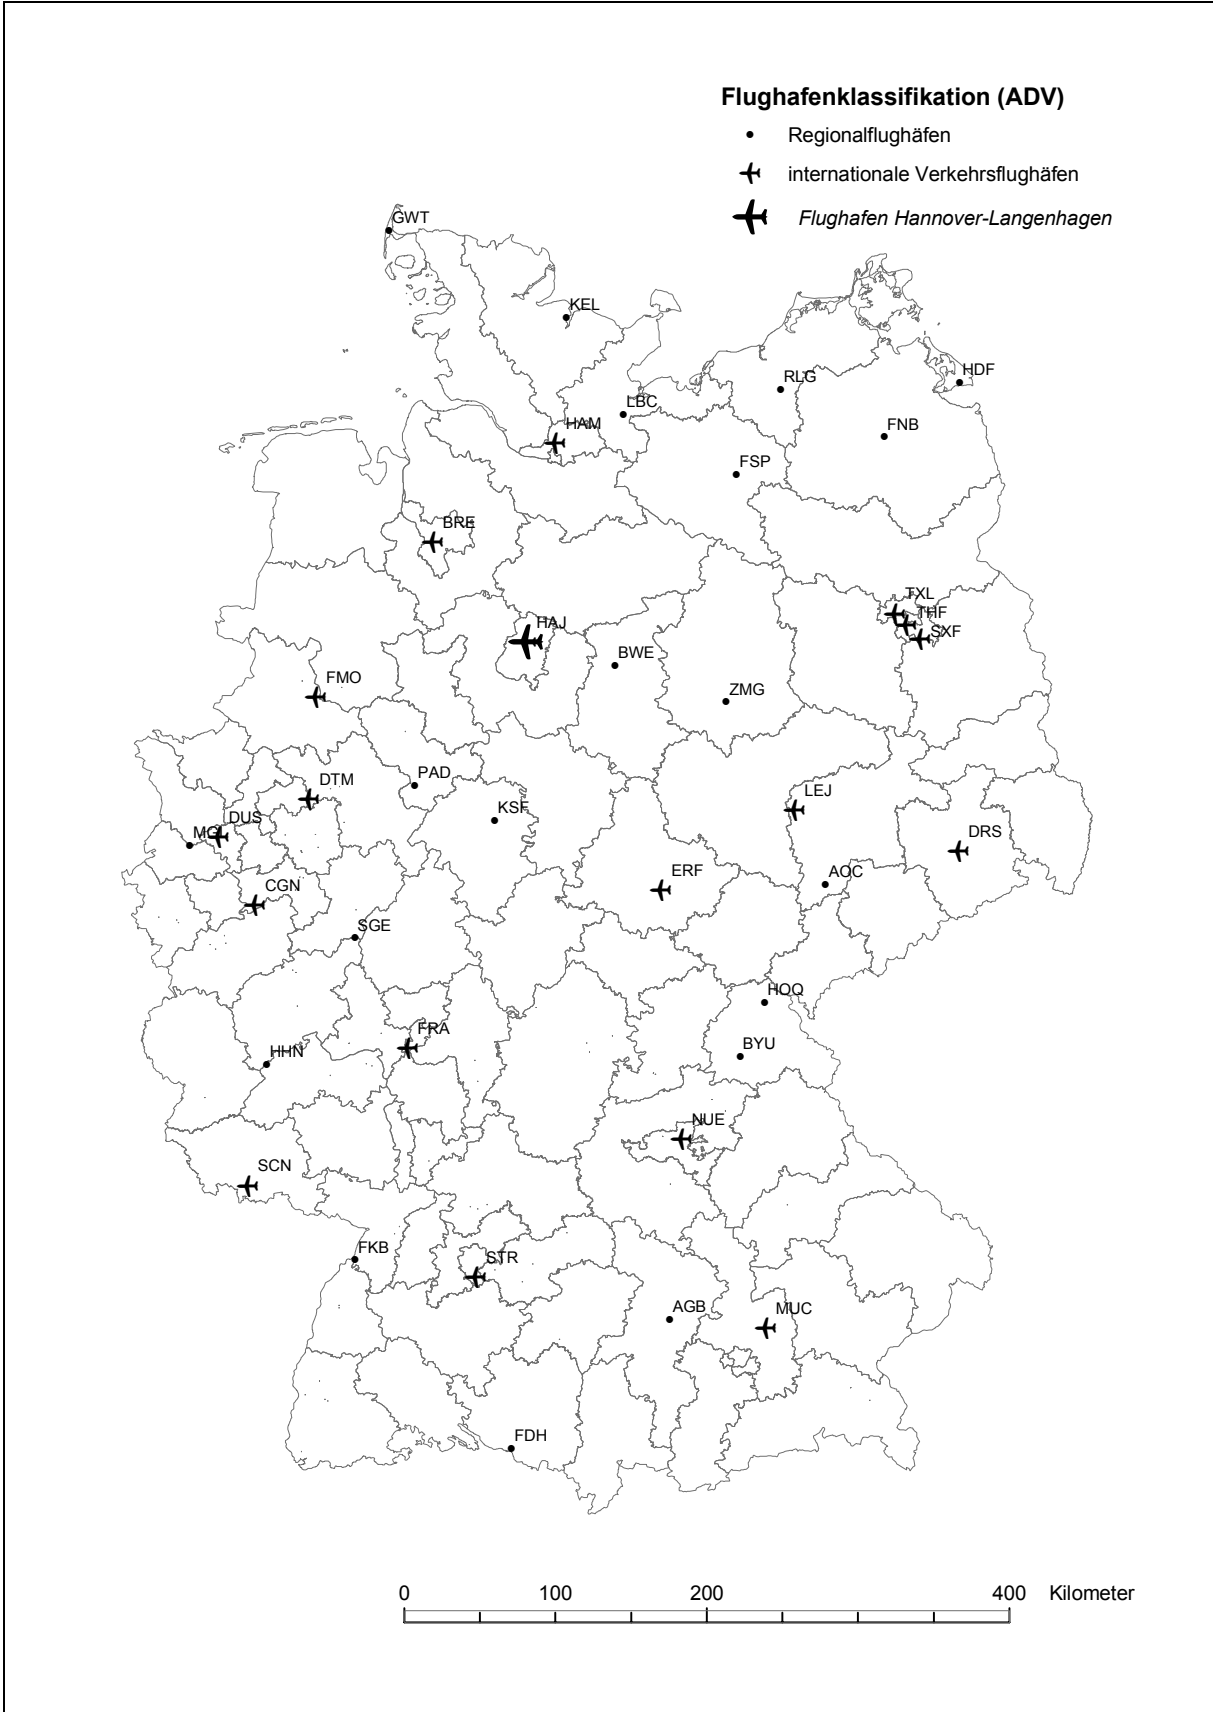 Flughafenklassifikation (ADV)
Regionalflughäfen
internationale Verkehrsflughäfen
Flughafen Hannover-Langenhagen
GWT
KEL
HDF
RLG
LBC
HAM
FNB
FSP
BRE
TXL
THF
HAJ
SXF
BWE
FMO
ZMG
PAD
DTM
LEJ
KSF
DUS
MGL
DRS
ERF
AOC
CGN
SGE
HOQ
FRA
BYU
HHN
NUE
SCN
FKB
STR
AGB
MUC
FDH
0 100 200 400 Kilometer